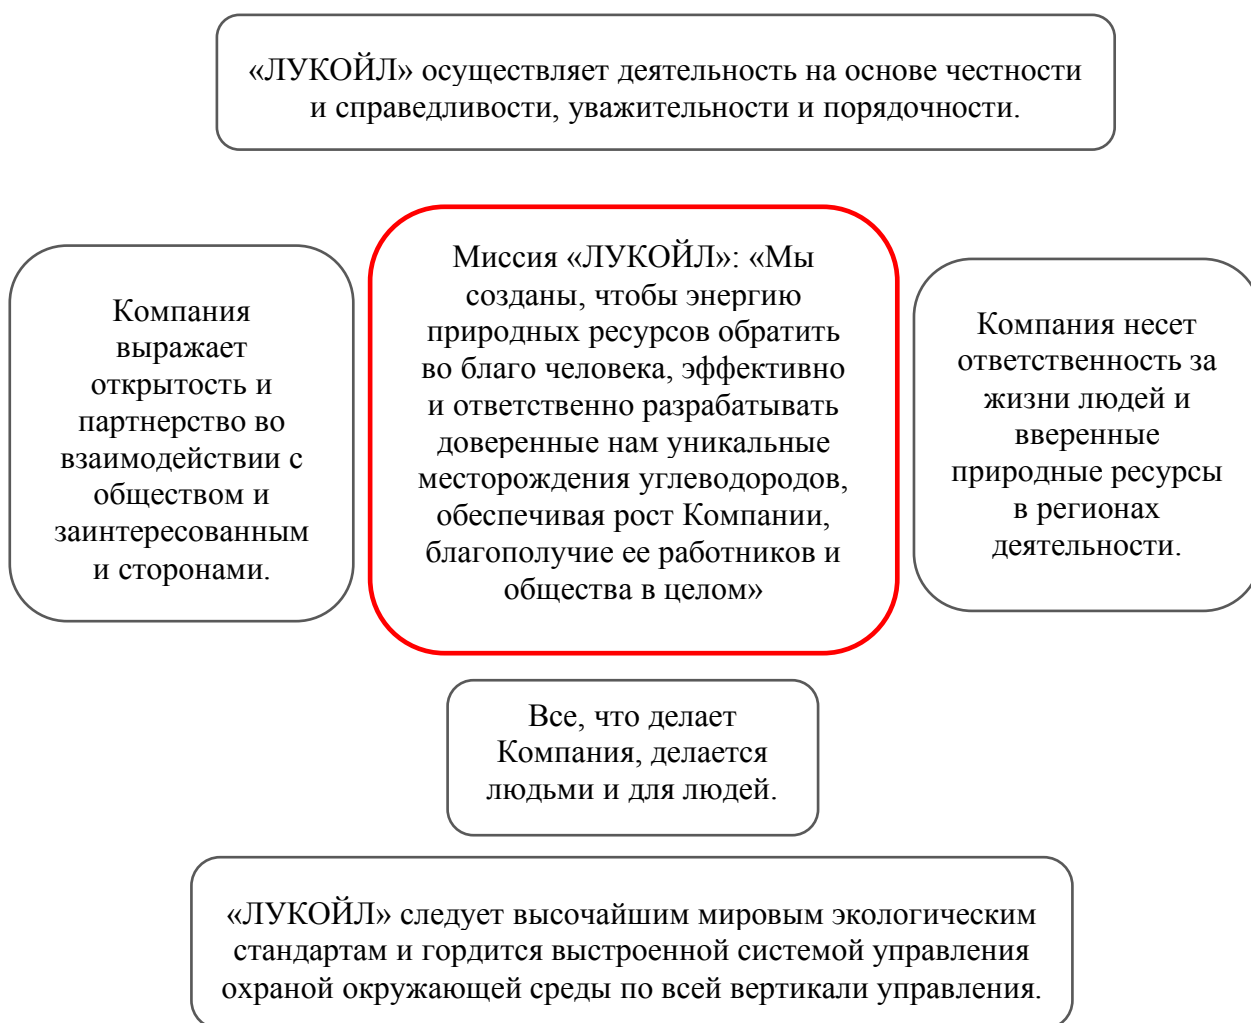 «ЛУКОЙЛ» осуществляет деятельность на основе честности
и справедливости, уважительности и порядочности.
Компания
выражает
открытость и
партнерство во
взаимодействии с
обществом и
заинтересованным
и сторонами.
Миссия «ЛУКОЙЛ»: «Мы
созданы, чтобы энергию
природных ресурсов обратить
во благо человека, эффективно
и ответственно разрабатывать
доверенные нам уникальные
месторождения углеводородов,
обеспечивая рост Компании,
благополучие ее работников и
общества в целом»
Компания несет
ответственность за
жизни людей и
вверенные
природные ресурсы
в регионах
деятельности.
Все, что делает
Компания, делается
людьми и для людей.
«ЛУКОЙЛ» следует высочайшим мировым экологическим
стандартам и гордится выстроенной системой управления
охраной окружающей среды по всей вертикали управления.